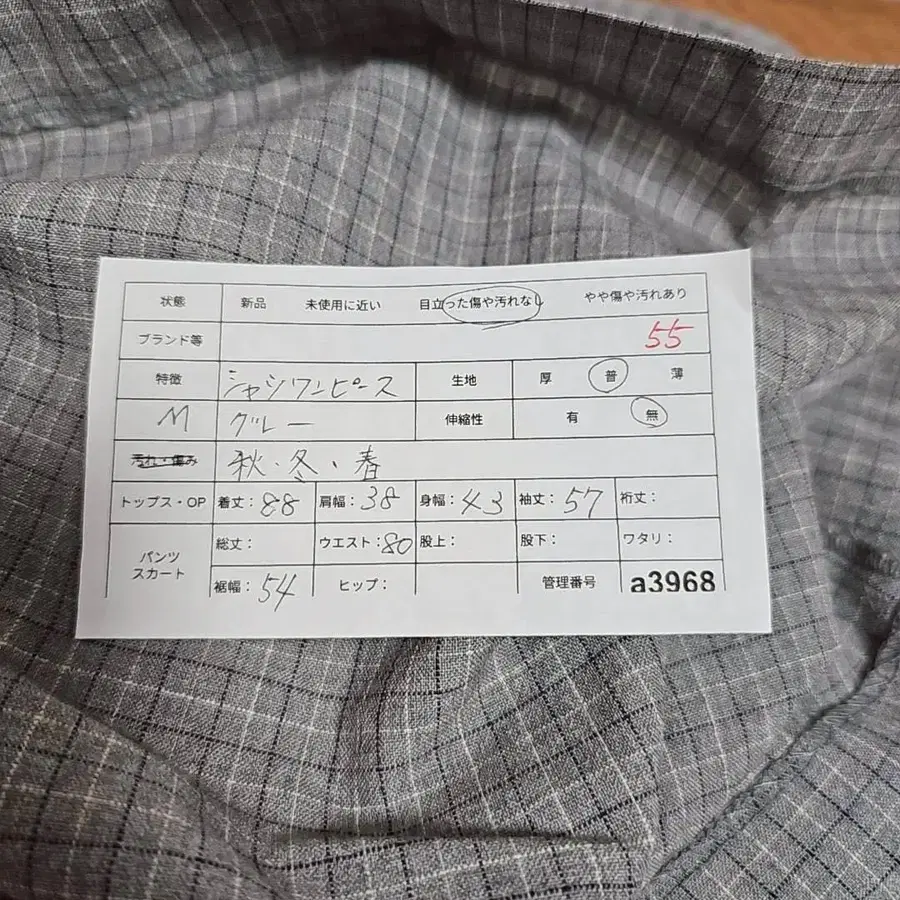 状態 新品 未使用に近い 目立った傷や汚れなし やや傷や汚れあり
ブランド等 55
特徴 シャツワンピース 生地 厚 普 薄
M グレー 伸縮性 有 無
汚れ・傷み 秋・冬・春
トップス・OP 着丈：88 肩幅：38 身幅：43 袖丈：57 裄丈：
パンツ スカート 総丈： ウエスト：80 股上： 股下： ワタリ：
裾幅：54 ヒップ： 管理番号 a3968